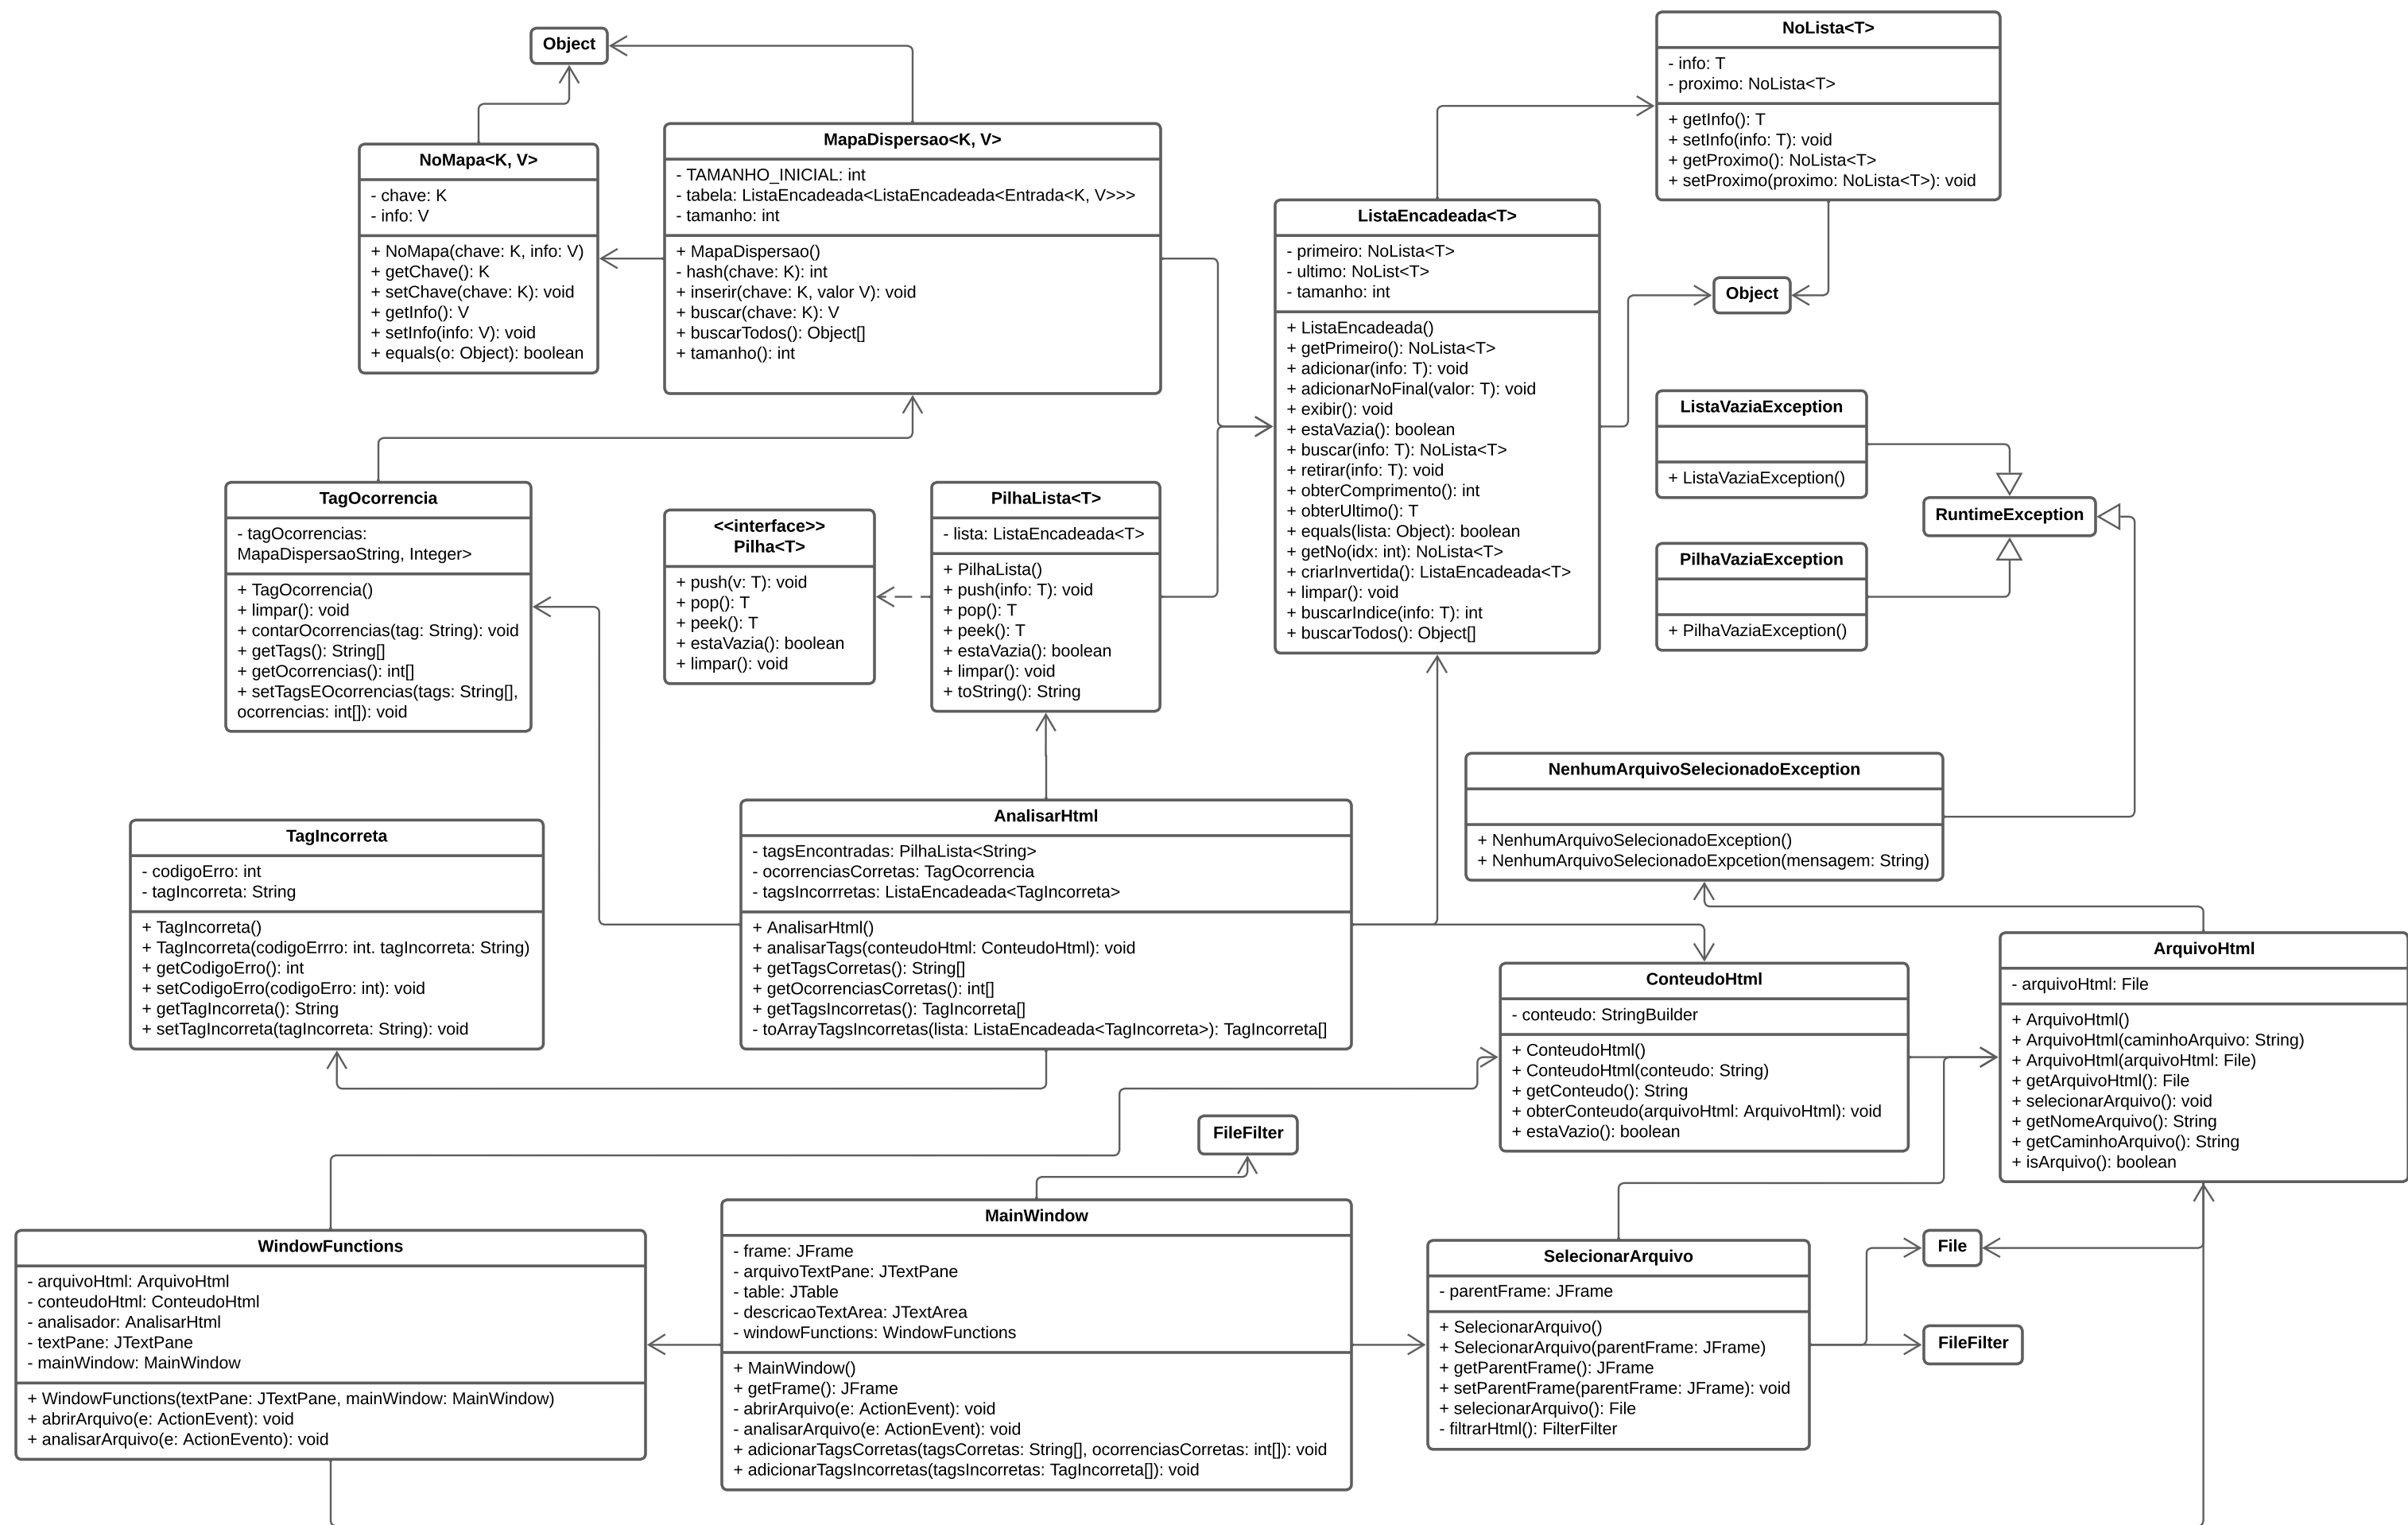 Object
NoLista<T>
- info: T
- proximo: NoLista<T>
+ getInfo(): T
+ setInfo(info: T): void
+ getProximo(): NoLista<T>
+ setProximo(proximo: NoLista<T>): void
NoMapa<K, V>
- chave: K
- info: V
+ NoMapa(chave: K, info: V)
+ getChave(): K
+ setChave(chave: K): void
+ getInfo(): V
+ setInfo(info: V): void
+ equals(o: Object): boolean
MapaDispersao<K, V>
- TAMANHO_INICIAL: int
- tabela: ListaEncadeada<ListaEncadeada<Entrada<K, V>>>
- tamanho: int
+ MapaDispersao()
- hash(chave: K): int
+ inserir(chave: K, valor V): void
+ buscar(chave: K): V
+ buscarTodos(): Object[]
+ tamanho(): int
ListaEncadeada<T>
- primeiro: NoLista<T>
- ultimo: NoList<T>
- tamanho: int
+ ListaEncadeada()
+ getPrimeiro(): NoLista<T>
+ adicionar(info: T): void
+ adicionarNoFinal(valor: T): void
+ exibir(): void
+ estaVazia(): boolean
+ buscar(info: T): NoLista<T>
+ retirar(info: T): void
+ obterComprimento(): int
+ obterUltimo(): T
+ equals(lista: Object): boolean
+ getNo(idx: int): NoLista<T>
+ criarInvertida(): ListaEncadeada<T>
+ limpar(): void
+ buscarIndice(info: T): int
+ buscarTodos(): Object[]
Object
ListaVaziaException
+ ListaVaziaException()
RuntimeException
PilhaVaziaException
+ PilhaVaziaException()
TagOcorrencia
- tagOcorrencias:
MapaDispersaoString, Integer>
+ TagOcorrencia()
+ limpar(): void
+ contarOcorrencias(tag: String): void
+ getTags(): String[]
+ getOcorrencias(): int[]
+ setTagsEOcorrencias(tags: String[],
ocorrencias: int[]): void
<<interface>>
Pilha<T>
+ push(v: T): void
+ pop(): T
+ peek(): T
+ estaVazia(): boolean
+ limpar(): void
PilhaLista<T>
- lista: ListaEncadeada<T>
+ PilhaLista()
+ push(info: T): void
+ pop(): T
+ peek(): T
+ estaVazia(): boolean
+ limpar(): void
+ toString(): String
NenhumArquivoSelecionadoException
+ NenhumArquivoSelecionadoException()
+ NenhumArquivoSelecionadoExpcetion(mensagem: String)
TagIncorreta
- codigoErro: int
- tagIncorreta: String
+ TagIncorreta()
+ TagIncorreta(codigoErrro: int. tagIncorreta: String)
+ getCodigoErro(): int
+ setCodigoErro(codigoErro: int): void
+ getTagIncorreta(): String
+ setTagIncorreta(tagIncorreta: String): void
AnalisarHtml
- tagsEncontradas: PilhaLista<String>
- ocorrenciasCorretas: TagOcorrencia
- tagsIncorrretas: ListaEncadeada<TagIncorreta>
+ AnalisarHtml()
+ analisarTags(conteudoHtml: ConteudoHtml): void
+ getTagsCorretas(): String[]
+ getOcorrenciasCorretas(): int[]
+ getTagsIncorretas(): TagIncorreta[]
- toArrayTagsIncorretas(lista: ListaEncadeada<TagIncorreta>): TagIncorreta[]
ConteudoHtml
- conteudo: StringBuilder
+ ConteudoHtml()
+ ConteudoHtml(conteudo: String)
+ getConteudo(): String
+ obterConteudo(arquivoHtml: ArquivoHtml): void
+ estaVazio(): boolean
ArquivoHtml
- arquivoHtml: File
+ ArquivoHtml()
+ ArquivoHtml(caminhoArquivo: String)
+ ArquivoHtml(arquivoHtml: File)
+ getArquivoHtml(): File
+ selecionarArquivo(): void
+ getNomeArquivo(): String
+ getCaminhoArquivo(): String
+ isArquivo(): boolean
FileFilter
WindowFunctions
- arquivoHtml: ArquivoHtml
- conteudoHtml: ConteudoHtml
- analisador: AnalisarHtml
- textPane: JTextPane
- mainWindow: MainWindow
+ WindowFunctions(textPane: JTextPane, mainWindow: MainWindow)
+ abrirArquivo(e: ActionEvent): void
+ analisarArquivo(e: ActionEvento): void
MainWindow
- frame: JFrame
- arquivoTextPane: JTextPane
- table: JTable
- descricaoTextArea: JTextArea
- windowFunctions: WindowFunctions
+ MainWindow()
+ getFrame(): JFrame
- abrirArquivo(e: ActionEvent): void
- analisarArquivo(e: ActionEvent): void
+ adicionarTagsCorretas(tagsCorretas: String[], ocorrenciasCorretas: int[]): void
+ adicionarTagsIncorretas(tagsIncorretas: TagIncorreta[]): void
SelecionarArquivo
- parentFrame: JFrame
+ SelecionarArquivo()
+ SelecionarArquivo(parentFrame: JFrame)
+ getParentFrame(): JFrame
+ setParentFrame(parentFrame: JFrame): void
+ selecionarArquivo(): File
- filtrarHtml(): FilterFilter
File
FileFilter